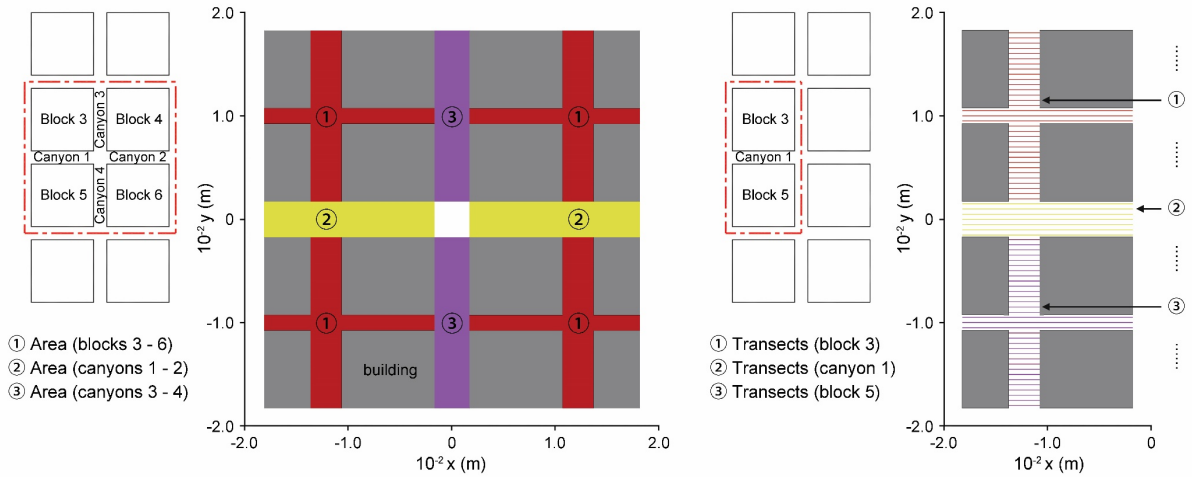 Block 3
Canyon 3
Block 4
Canyon 1
Canyon 2
Block 5
Canyon 4
Block 6
① Area (blocks 3 - 6)
② Area (canyons 1 - 2)
③ Area (canyons 3 - 4)
2.0
1.0
0
-1.0
-2.0
10⁻² y (m)
① ③ ①
② ②
① ③ ①
building
-2.0 -1.0 0 1.0 2.0
10⁻² x (m)
Block 3
Canyon 1
Block 5
① Transects (block 3)
② Transects (canyon 1)
③ Transects (block 5)
2.0
1.0
0
-1.0
-2.0
10⁻² y (m)
①
②
③
-2.0 -1.0 0
10⁻² x (m)